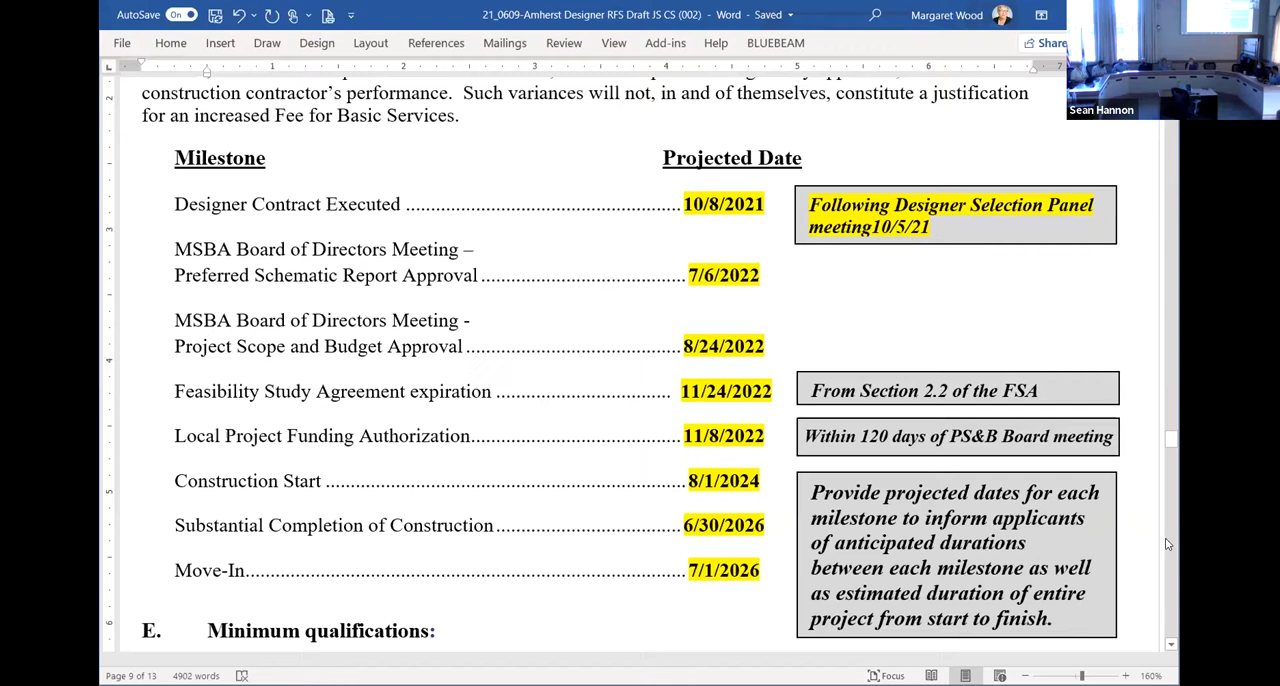 AutoSave On 21_0609-Amherst Designer RFS Draft JS CS (002) - Word - Saved Margaret Wood
File Home Insert Draw Design Layout References Mailings Review View Add-ins Help BLUEBEAM Share
1 2 3 4 5 6 7
Sean Hannon
construction contractor's performance. Such variances will not, in and of themselves, constitute a justification
for an increased Fee for Basic Services.
Milestone Projected Date
Designer Contract Executed ................................................... 10/8/2021
Following Designer Selection Panel
meeting10/5/21
MSBA Board of Directors Meeting –
Preferred Schematic Report Approval ....................................... 7/6/2022
MSBA Board of Directors Meeting -
Project Scope and Budget Approval ........................................ 8/24/2022
Feasibility Study Agreement expiration ................................. 11/24/2022
From Section 2.2 of the FSA
Local Project Funding Authorization....................................... 11/8/2022
Within 120 days of PS&B Board meeting
Construction Start .................................................................... 8/1/2024
Substantial Completion of Construction.................................. 6/30/2026
Move-In.................................................................................... 7/1/2026
Provide projected dates for each
milestone to inform applicants
of anticipated durations
between each milestone as well
as estimated duration of entire
project from start to finish.
E. Minimum qualifications:
Page 9 of 13 4902 words Focus 160%